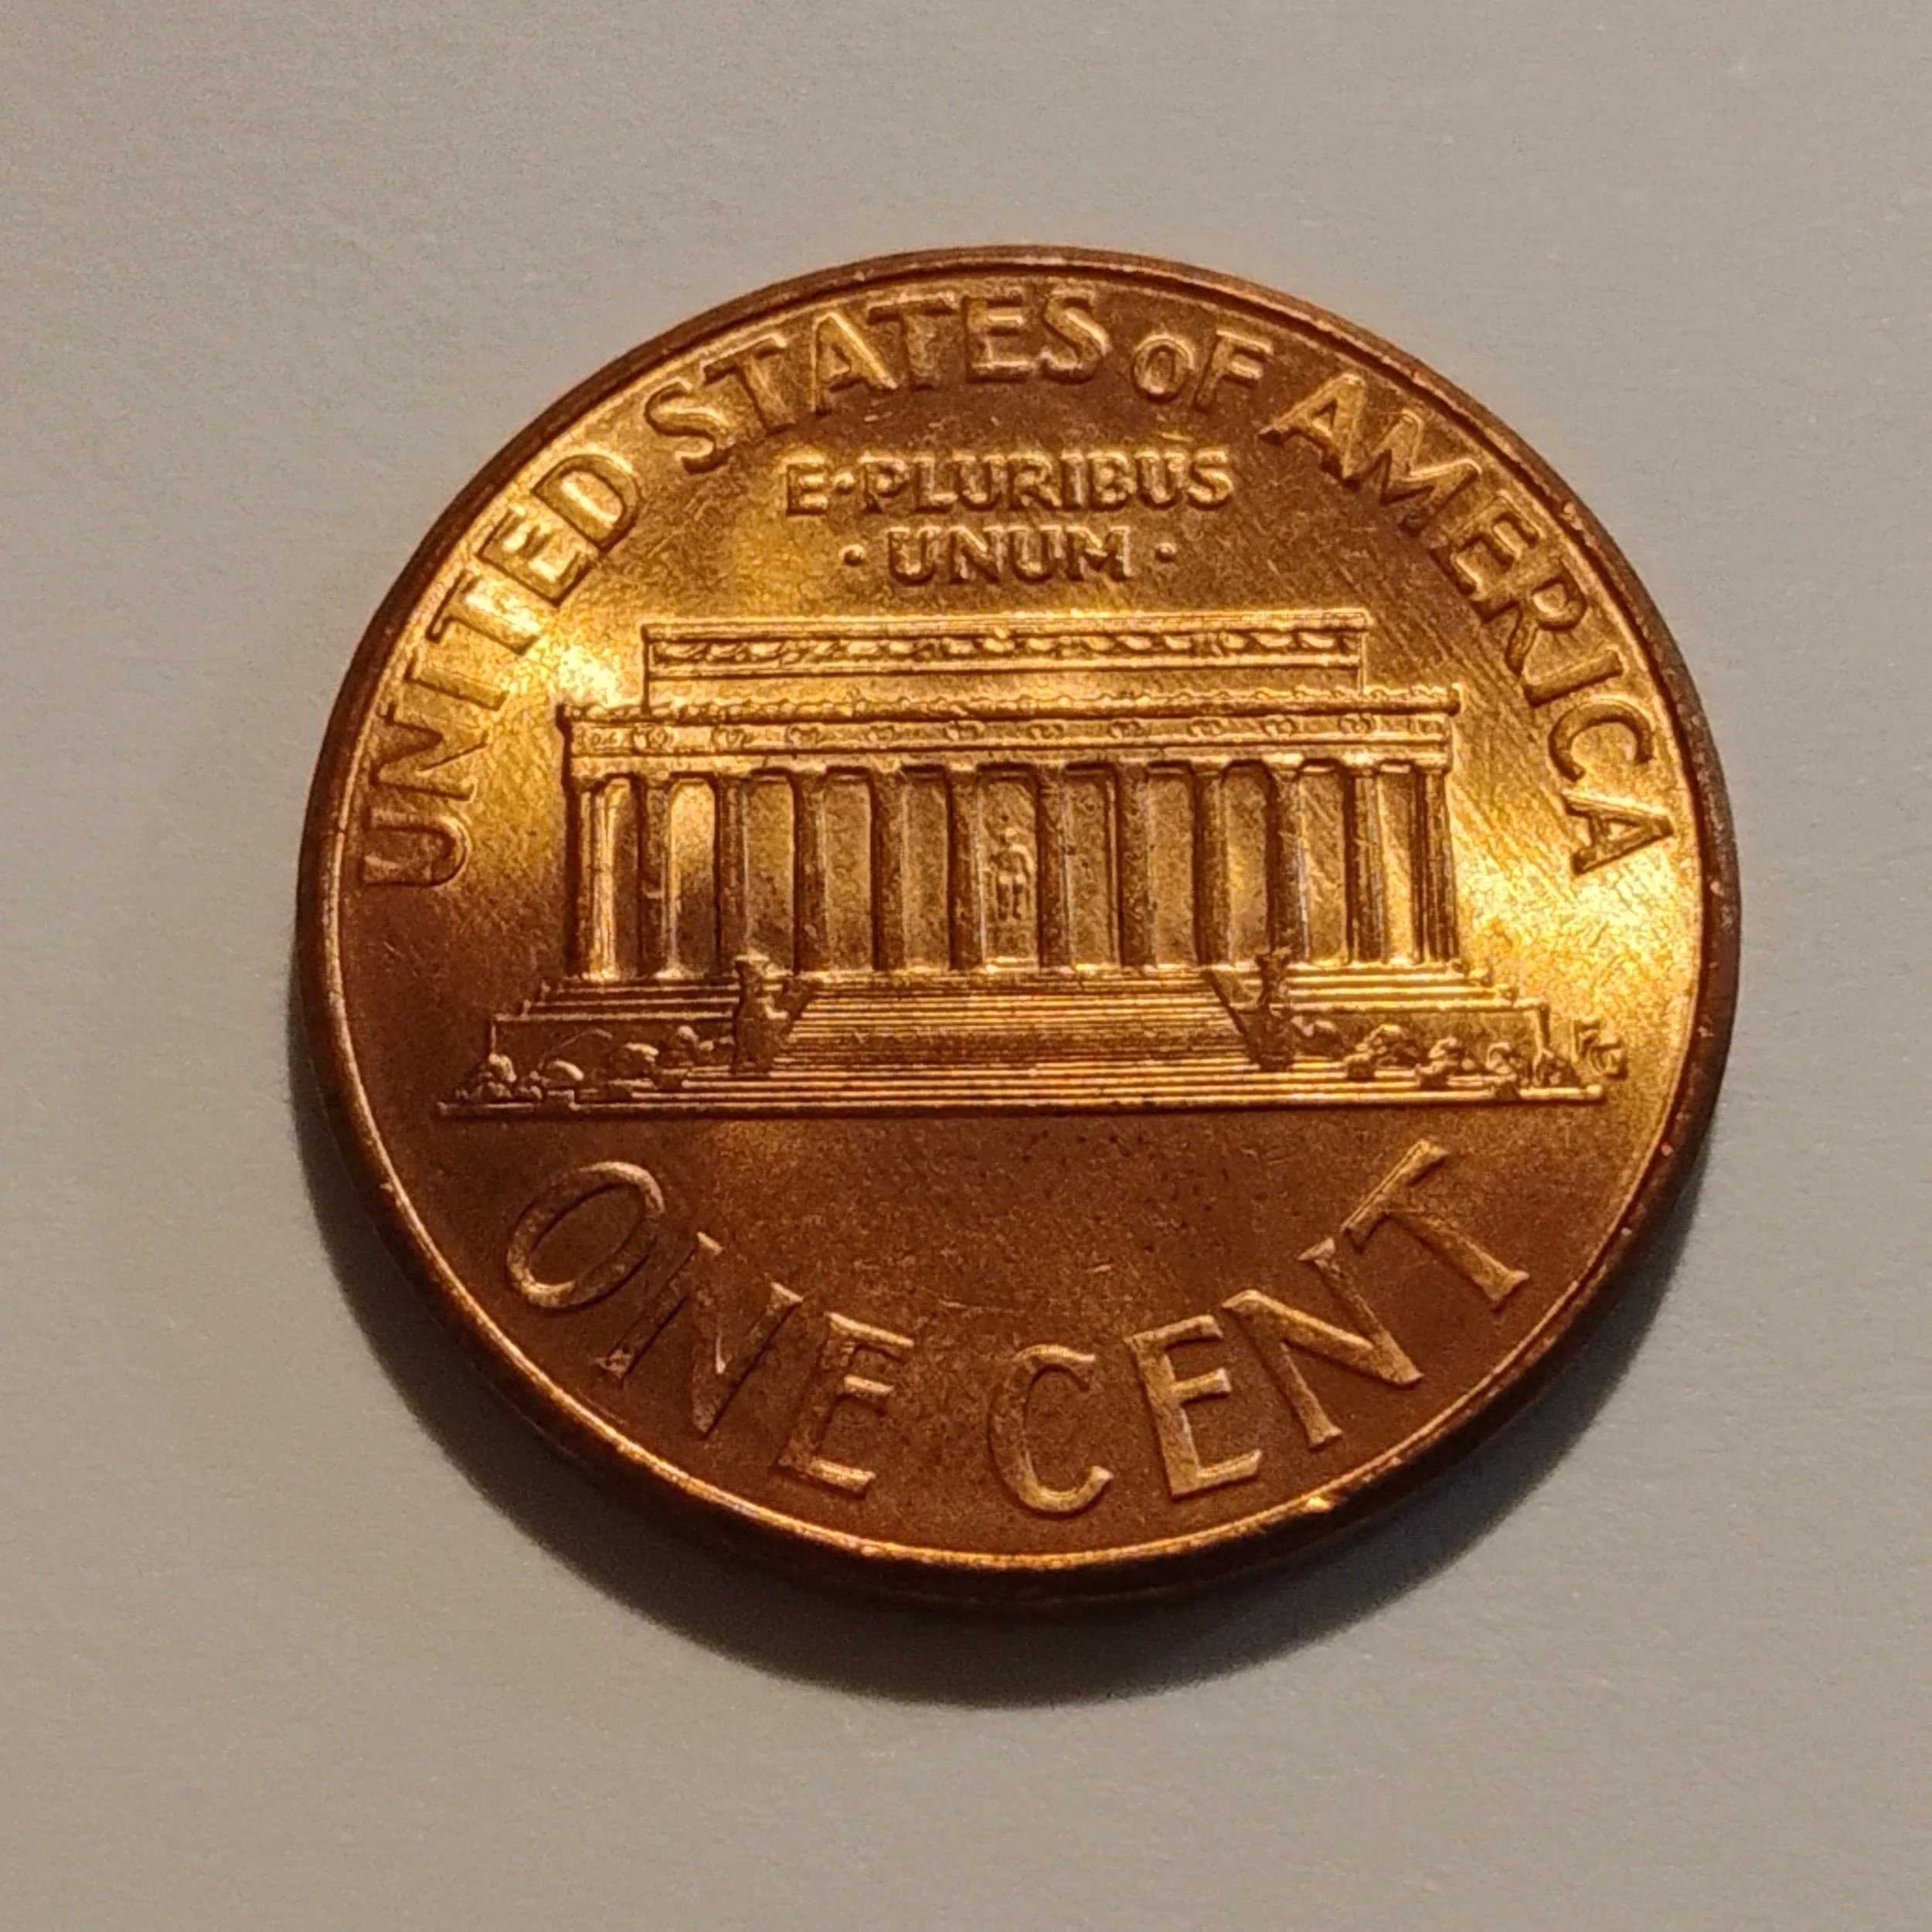 UNITED STATES OF AMERICA
E·PLURIBUS
· UNUM ·
ONE CENT